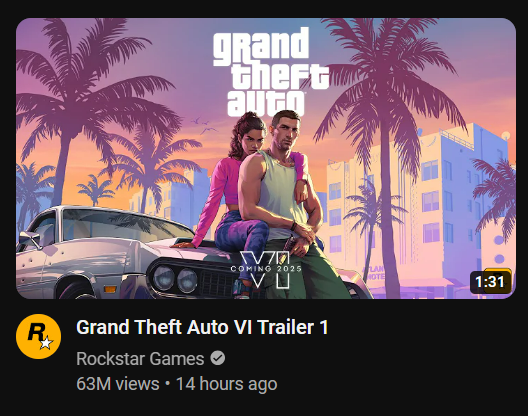 grand
theft
auto
VI
COMING 2025
1:31
R
Grand Theft Auto VI Trailer 1
Rockstar Games
63M views • 14 hours ago